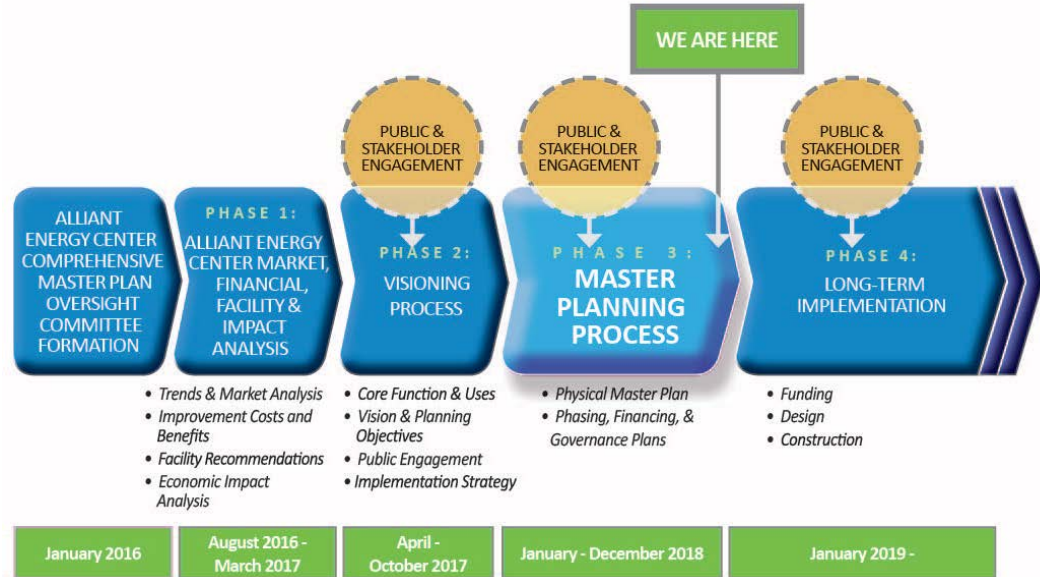 WE ARE HERE
PUBLIC &
STAKEHOLDER
ENGAGEMENT
PUBLIC &
STAKEHOLDER
ENGAGEMENT
PUBLIC &
STAKEHOLDER
ENGAGEMENT
ALLIANT
ENERGY CENTER
COMPREHENSIVE
MASTER PLAN
OVERSIGHT
COMMITTEE
FORMATION
PHASE 1:
ALLIANT ENERGY
CENTER MARKET,
FINANCIAL,
FACILITY &
IMPACT
ANALYSIS
PHASE 2:
VISIONING
PROCESS
PHASE 3:
MASTER
PLANNING
PROCESS
PHASE 4:
LONG-TERM
IMPLEMENTATION
• Trends & Market Analysis
• Improvement Costs and
Benefits
• Facility Recommendations
• Economic Impact
Analysis
• Core Function & Uses
• Vision & Planning
Objectives
• Public Engagement
• Implementation Strategy
• Physical Master Plan
• Phasing, Financing, &
Governance Plans
• Funding
• Design
• Construction
January 2016
August 2016 -
March 2017
April -
October 2017
January - December 2018
January 2019 -